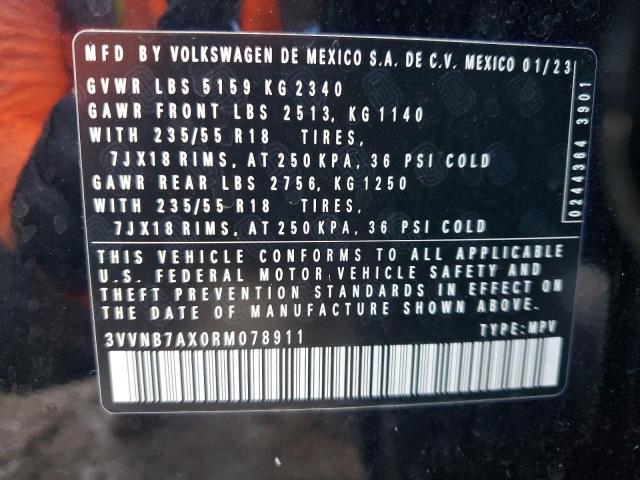 MFD BY VOLKSWAGEN DE MEXICO S.A. DE C.V. MEXICO 01/23
GVWR LBS 5159 KG 2340
GAWR FRONT LBS 2513, KG 1140
WITH 235/55 R18 TIRES,
7JX18 RIMS, AT 250 KPA, 36 PSI COLD
GAWR REAR LBS 2756, KG 1250
WITH 235/55 R18 TIRES,
7JX18 RIMS, AT 250 KPA, 36 PSI COLD
THIS VEHICLE CONFORMS TO ALL APPLICABLE
U.S. FEDERAL MOTOR VEHICLE SAFETY AND
THEFT PREVENTION STANDARDS IN EFFECT ON
THE DATE OF MANUFACTURE SHOWN ABOVE.
3VVNB7AX0RM078911 TYPE:MPV
0244364 3901